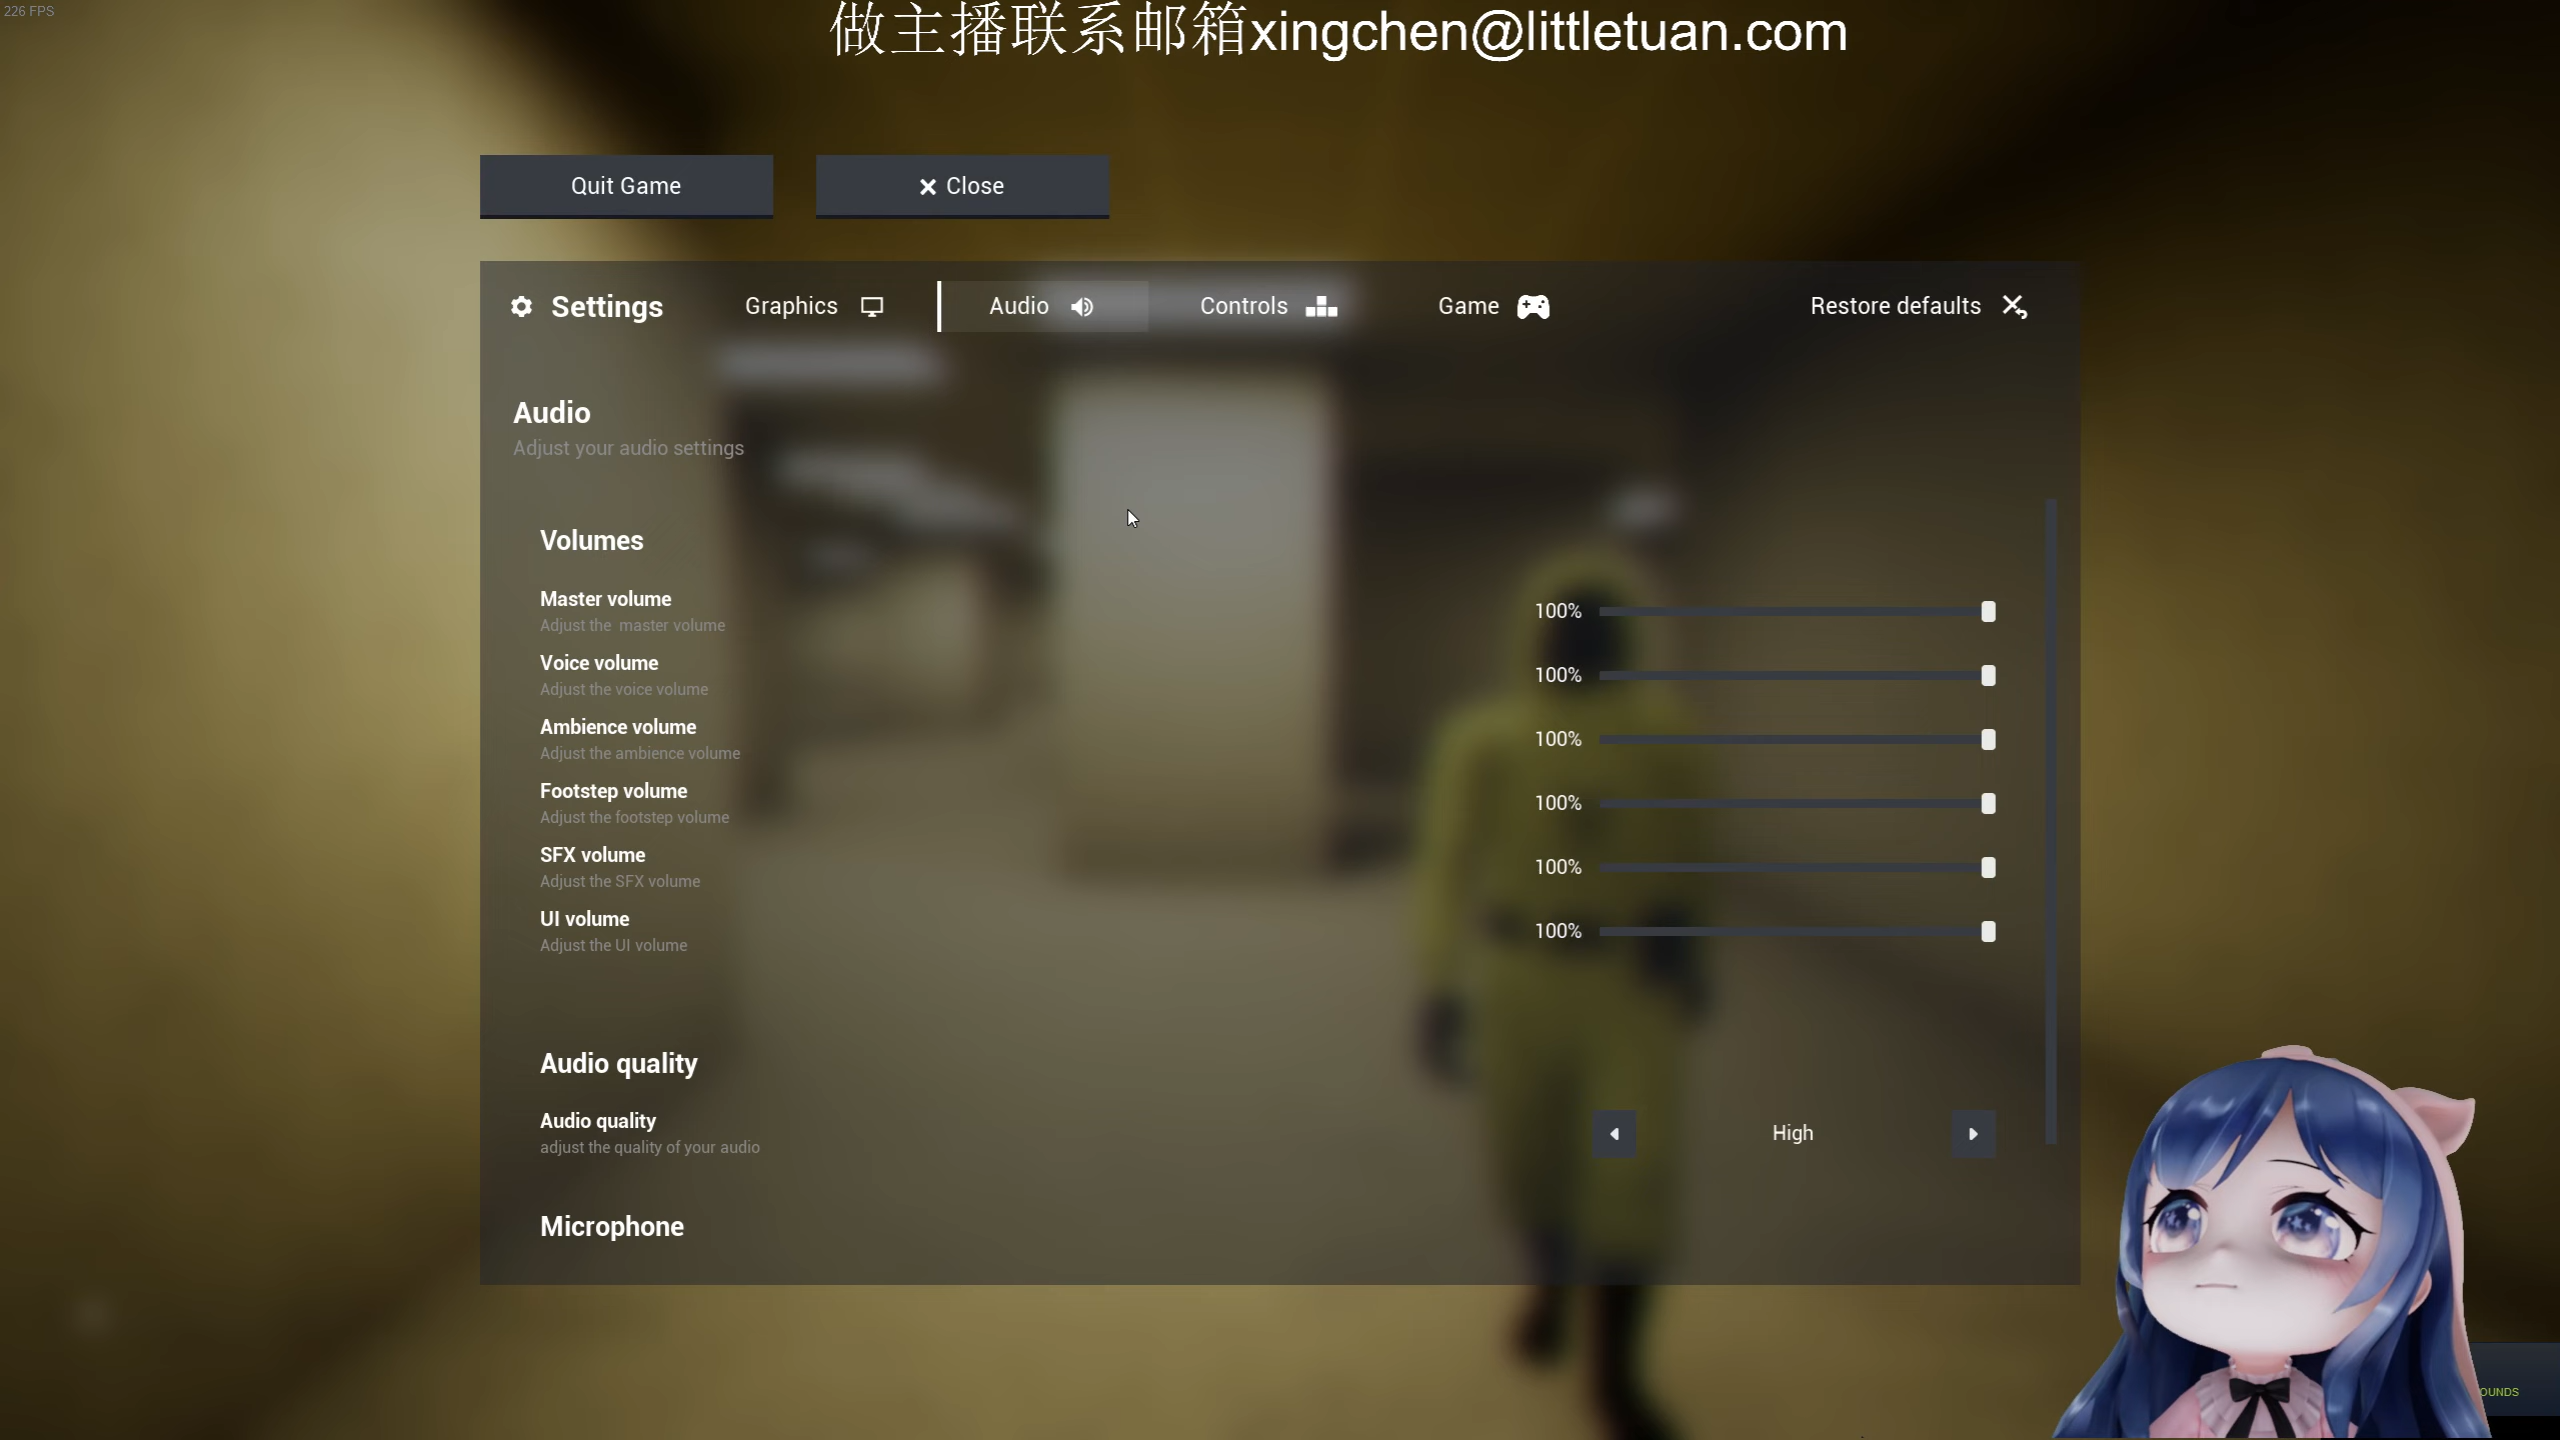 226 FPS
做主播联系邮箱xingchen@littletuan.com
Quit Game
Close
Settings
Graphics
Audio
Controls
Game
Restore defaults
Audio
Adjust your audio settings
Volumes
Master volume
Adjust the  master volume
100%
Voice volume
Adjust the voice volume
100%
Ambience volume
Adjust the ambience volume
100%
Footstep volume
Adjust the footstep volume
100%
SFX volume
Adjust the SFX volume
100%
UI volume
Adjust the UI volume
100%
Audio quality
Audio quality
adjust the quality of your audio
High
Microphone
OUNDS